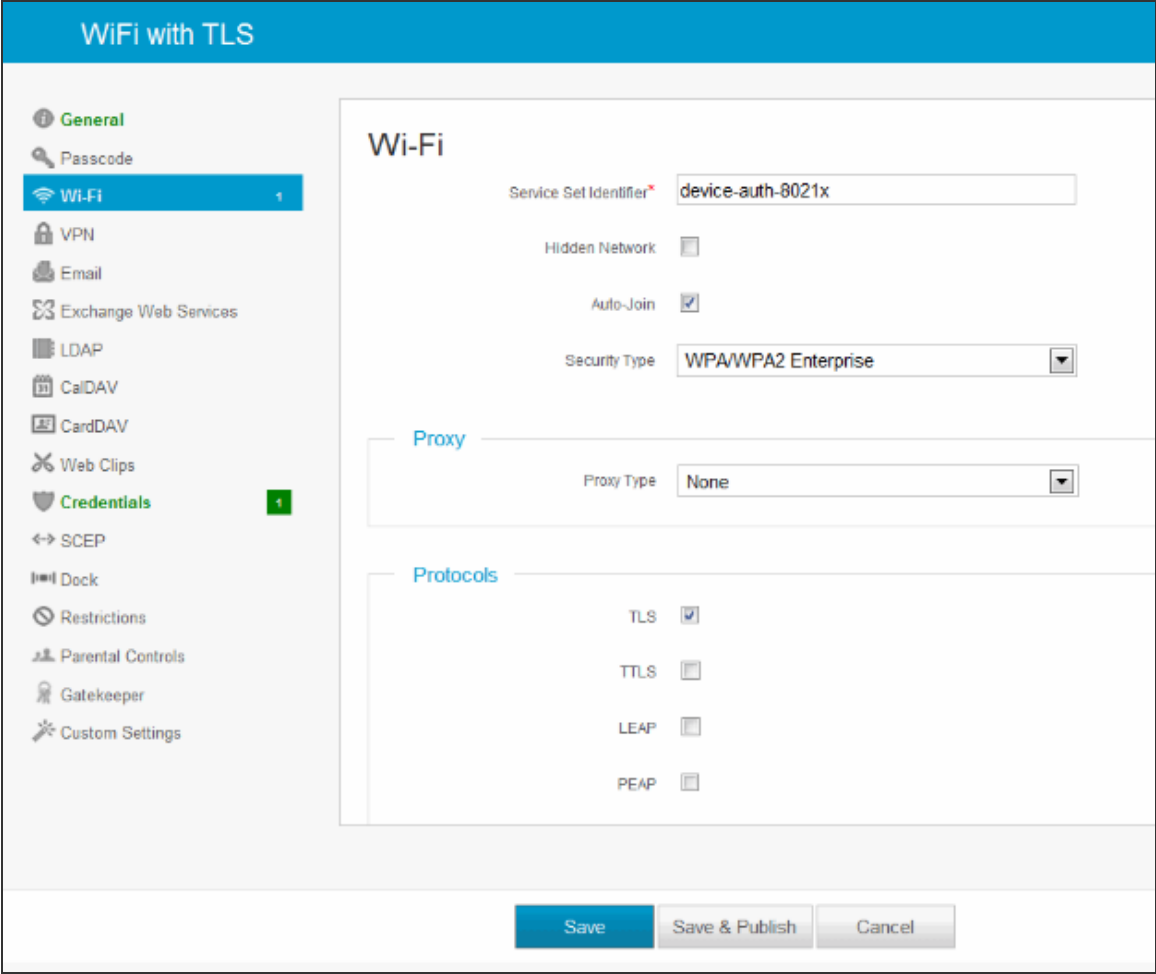 WiFi with TLS
General
Passcode
Wi-Fi 1
VPN
Email
Exchange Web Services
LDAP
31 CalDAV
CardDAV
Web Clips
Credentials 1
SCEP
Dock
Restrictions
Parental Controls
Gatekeeper
Custom Settings
Wi-Fi
Service Set Identifier* device-auth-8021x
Hidden Network
Auto-Join
Security Type WPA/WPA2 Enterprise
Proxy
Proxy Type None
Protocols
TLS
TTLS
LEAP
PEAP
Save Save & Publish Cancel